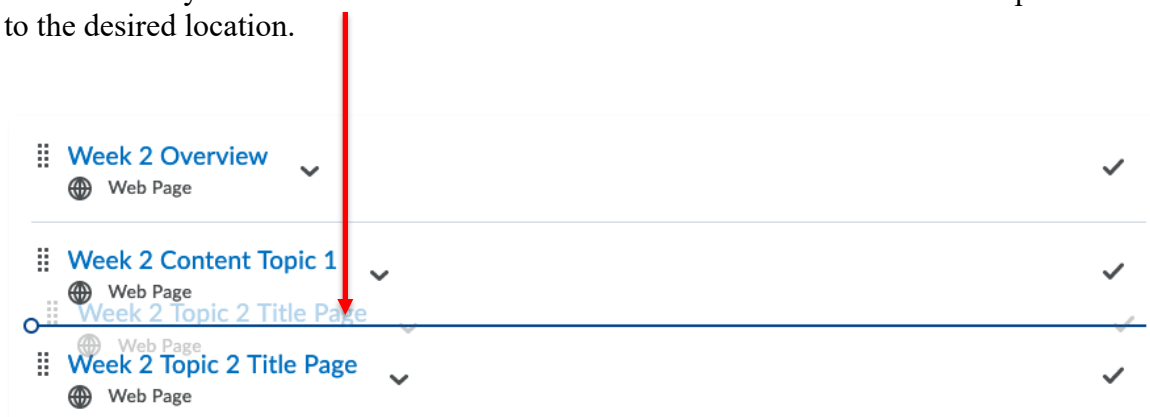 to the desired location.
Week 2 Overview
Web Page
Week 2 Content Topic 1
Web Page
Week 2 Topic 2 Title Page
Web Page
Week 2 Topic 2 Title Page
Web Page